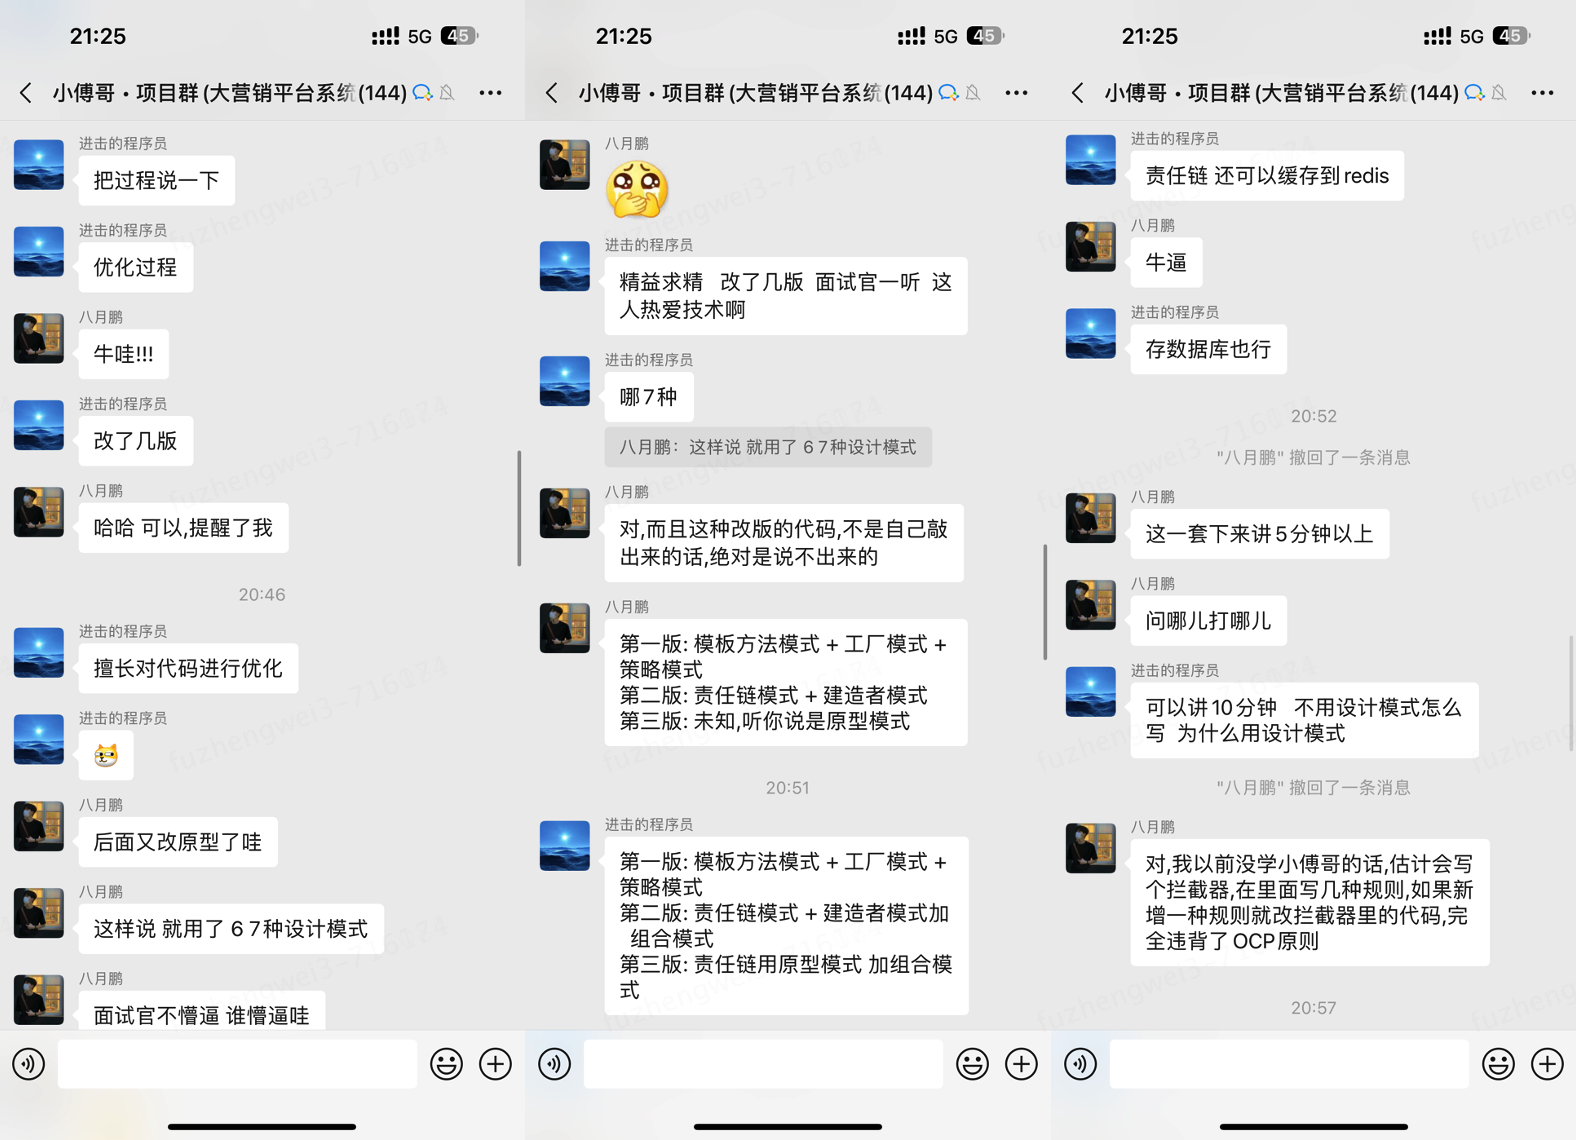 21:25
5G 45
小傅哥・项目群(大营销平台系统(144)
进击的程序员
把过程说一下
进击的程序员
优化过程
八月鹏
牛哇!!!
进击的程序员
改了几版
八月鹏
哈哈 可以,提醒了我
20:46
进击的程序员
擅长对代码进行优化
进击的程序员
八月鹏
后面又改原型了哇
八月鹏
这样说 就用了 6 7种设计模式
八月鹏
面试官不懵逼 谁懵逼哇
21:25
5G 45
小傅哥・项目群(大营销平台系统(144)
八月鹏
进击的程序员
精益求精 改了几版 面试官一听 这
人热爱技术啊
进击的程序员
哪7种
八月鹏：这样说 就用了 6 7种设计模式
八月鹏
对,而且这种改版的代码,不是自己敲
出来的话,绝对是说不出来的
八月鹏
第一版: 模板方法模式 + 工厂模式 +
策略模式
第二版: 责任链模式 + 建造者模式
第三版: 未知,听你说是原型模式
20:51
进击的程序员
第一版: 模板方法模式 + 工厂模式 +
策略模式
第二版: 责任链模式 + 建造者模式加
组合模式
第三版: 责任链用原型模式 加组合模
式
21:25
5G 45
小傅哥・项目群(大营销平台系统(144)
进击的程序员
责任链 还可以缓存到redis
八月鹏
牛逼
进击的程序员
存数据库也行
20:52
"八月鹏" 撤回了一条消息
八月鹏
这一套下来讲5分钟以上
八月鹏
问哪儿打哪儿
进击的程序员
可以讲10分钟 不用设计模式怎么
写 为什么用设计模式
"八月鹏" 撤回了一条消息
八月鹏
对,我以前没学小傅哥的话,估计会写
个拦截器,在里面写几种规则,如果新
增一种规则就改拦截器里的代码,完
全违背了OCP原则
20:57